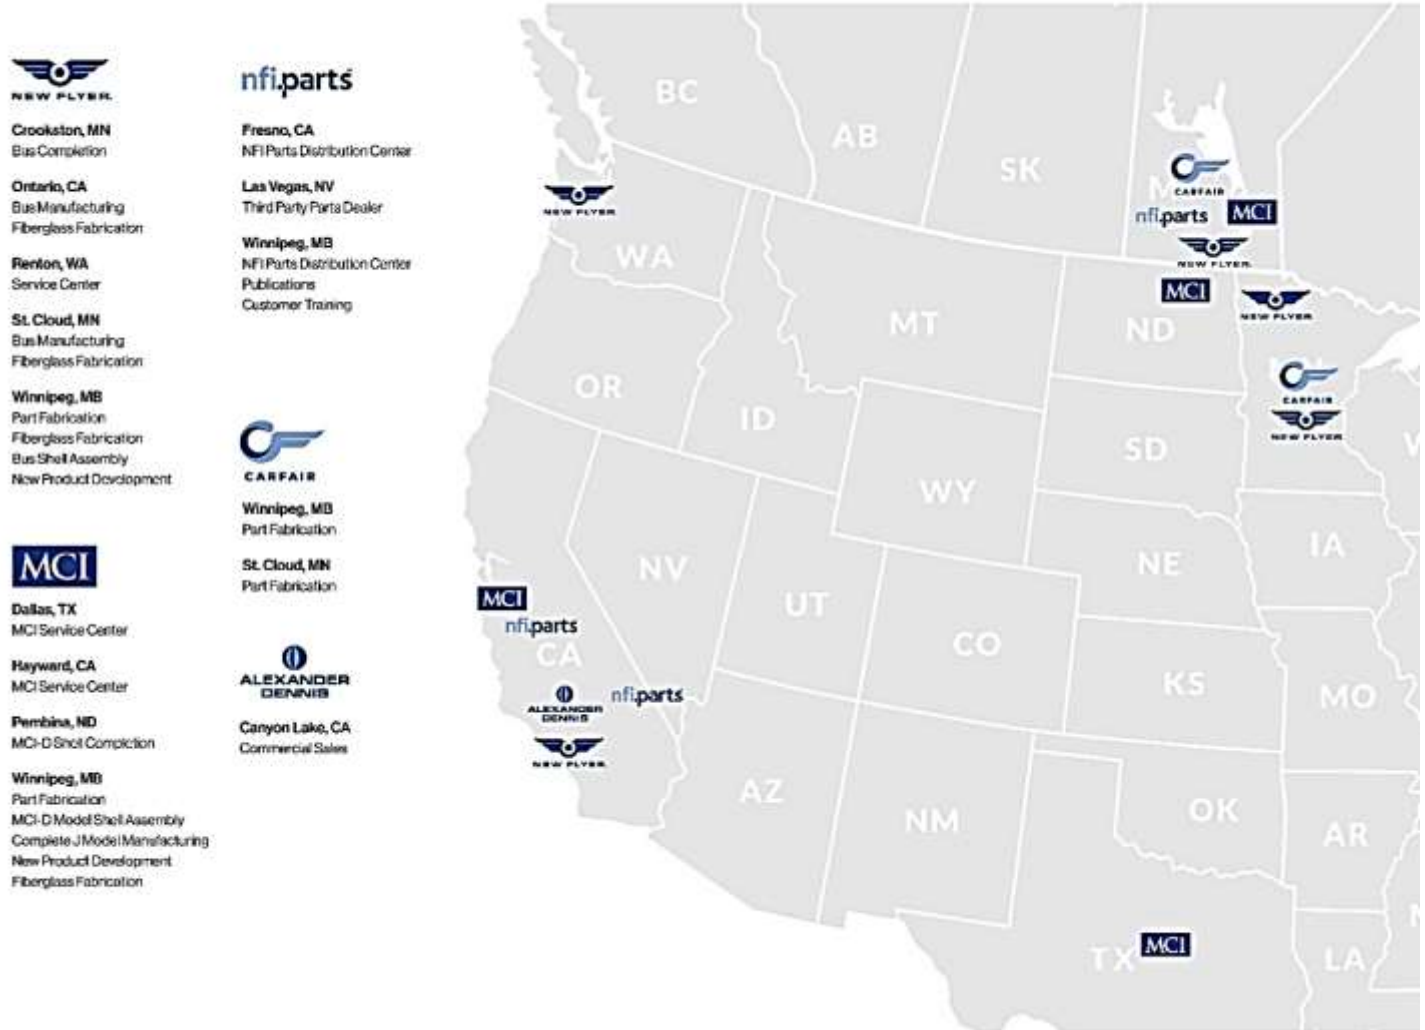 NEW FLYER.
Crookston, MN
Bus Completion
Ontario, CA
Bus Manufacturing
Fiberglass Fabrication
Renton, WA
Service Center
St. Cloud, MN
Bus Manufacturing
Fiberglass Fabrication
Winnipeg, MB
Part Fabrication
Fiberglass Fabrication
Bus Shell Assembly
New Product Development
MCI
Dallas, TX
MCI Service Center
Hayward, CA
MCI Service Center
Pembina, ND
MCI-D Shell Completion
Winnipeg, MB
Part Fabrication
MCI-D Model Shell Assembly
Complete J Model Manufacturing
New Product Development
Fiberglass Fabrication
nfi.parts
Fresno, CA
NFI Parts Distribution Center
Las Vegas, NV
Third Party Parts Dealer
Winnipeg, MB
NFI Parts Distribution Center
Publications
Customer Training
CARFAIR
Winnipeg, MB
Part Fabrication
St. Cloud, MN
Part Fabrication
ALEXANDER
DENNIS
Canyon Lake, CA
Commercial Sales
BC
AB
SK
CARFAIR
nfi.parts
MCI
NEW FLYER.
NEW FLYER.
WA
MCI
NEW FLYER.
MT
ND
OR
ID
CARFAIR
NEW FLYER.
SD
WY
NV
UT
NE
IA
MCI
nfi.parts
CA
CO
KS
MO
ALEXANDER
DENNIS
nfi.parts
NEW FLYER.
AZ
NM
OK
AR
TX
MCI
LA